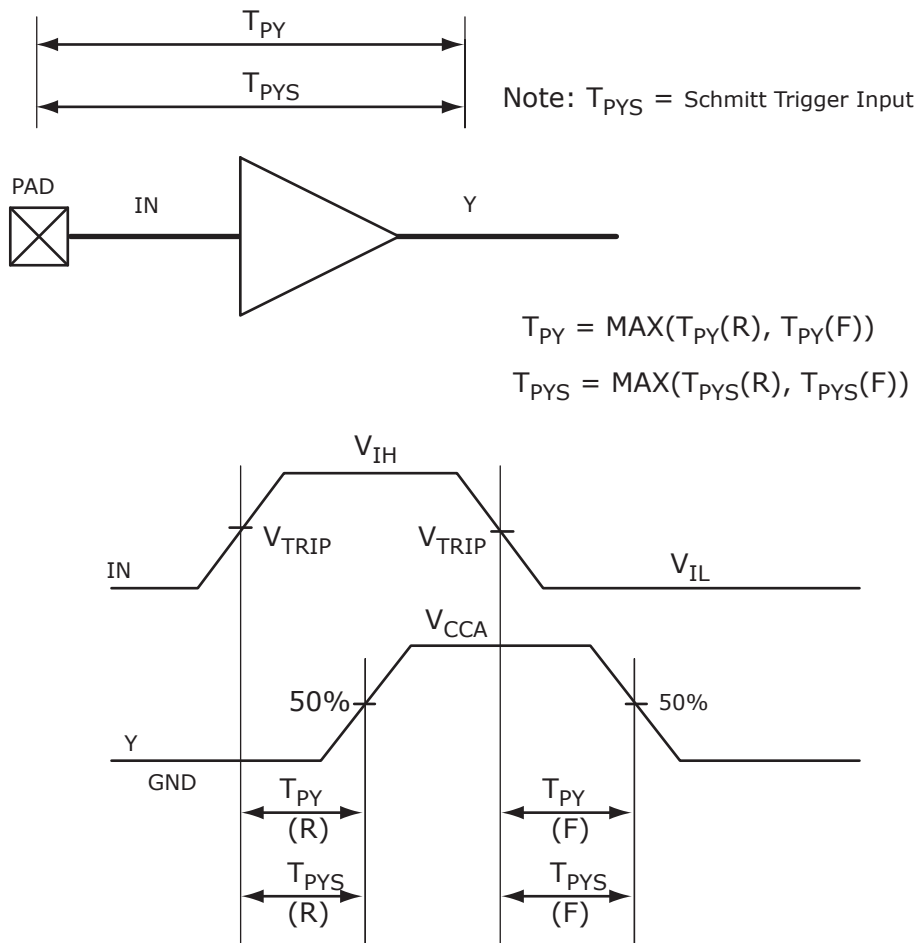 T_PY
T_PYS
Note: T_PYS = Schmitt Trigger Input
PAD
IN
Y
T_PY = MAX(T_PY(R), T_PY(F))
T_PYS = MAX(T_PYS(R), T_PYS(F))
V_IH
V_TRIP
V_TRIP
IN
V_IL
V_CCA
50%
50%
Y
GND
T_PY
(R)
T_PY
(F)
T_PYS
(R)
T_PYS
(F)